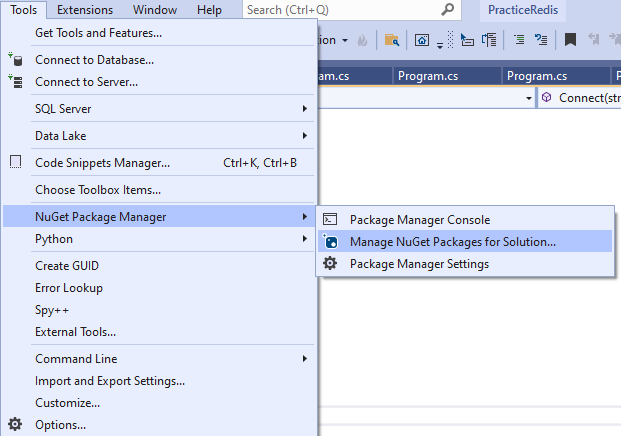 Tools Extensions Window Help Search (Ctrl+F) PracticeRedis
Get Tools and Features...
Connect to Database...
Connect to Server...
SQL Server
Data Lake
Code Snippets Manager... Ctrl+K, Ctrl+B
Choose Toolbox Items...
NuGet Package Manager
Python
Create GUID
Error Lookup
Spy++
External Tools...
Command Line
Import and Export Settings...
Customize...
Options...
Package Manager Console
Manage NuGet Packages for Solution...
Package Manager Settings
Program.cs Program.cs
Connect(str